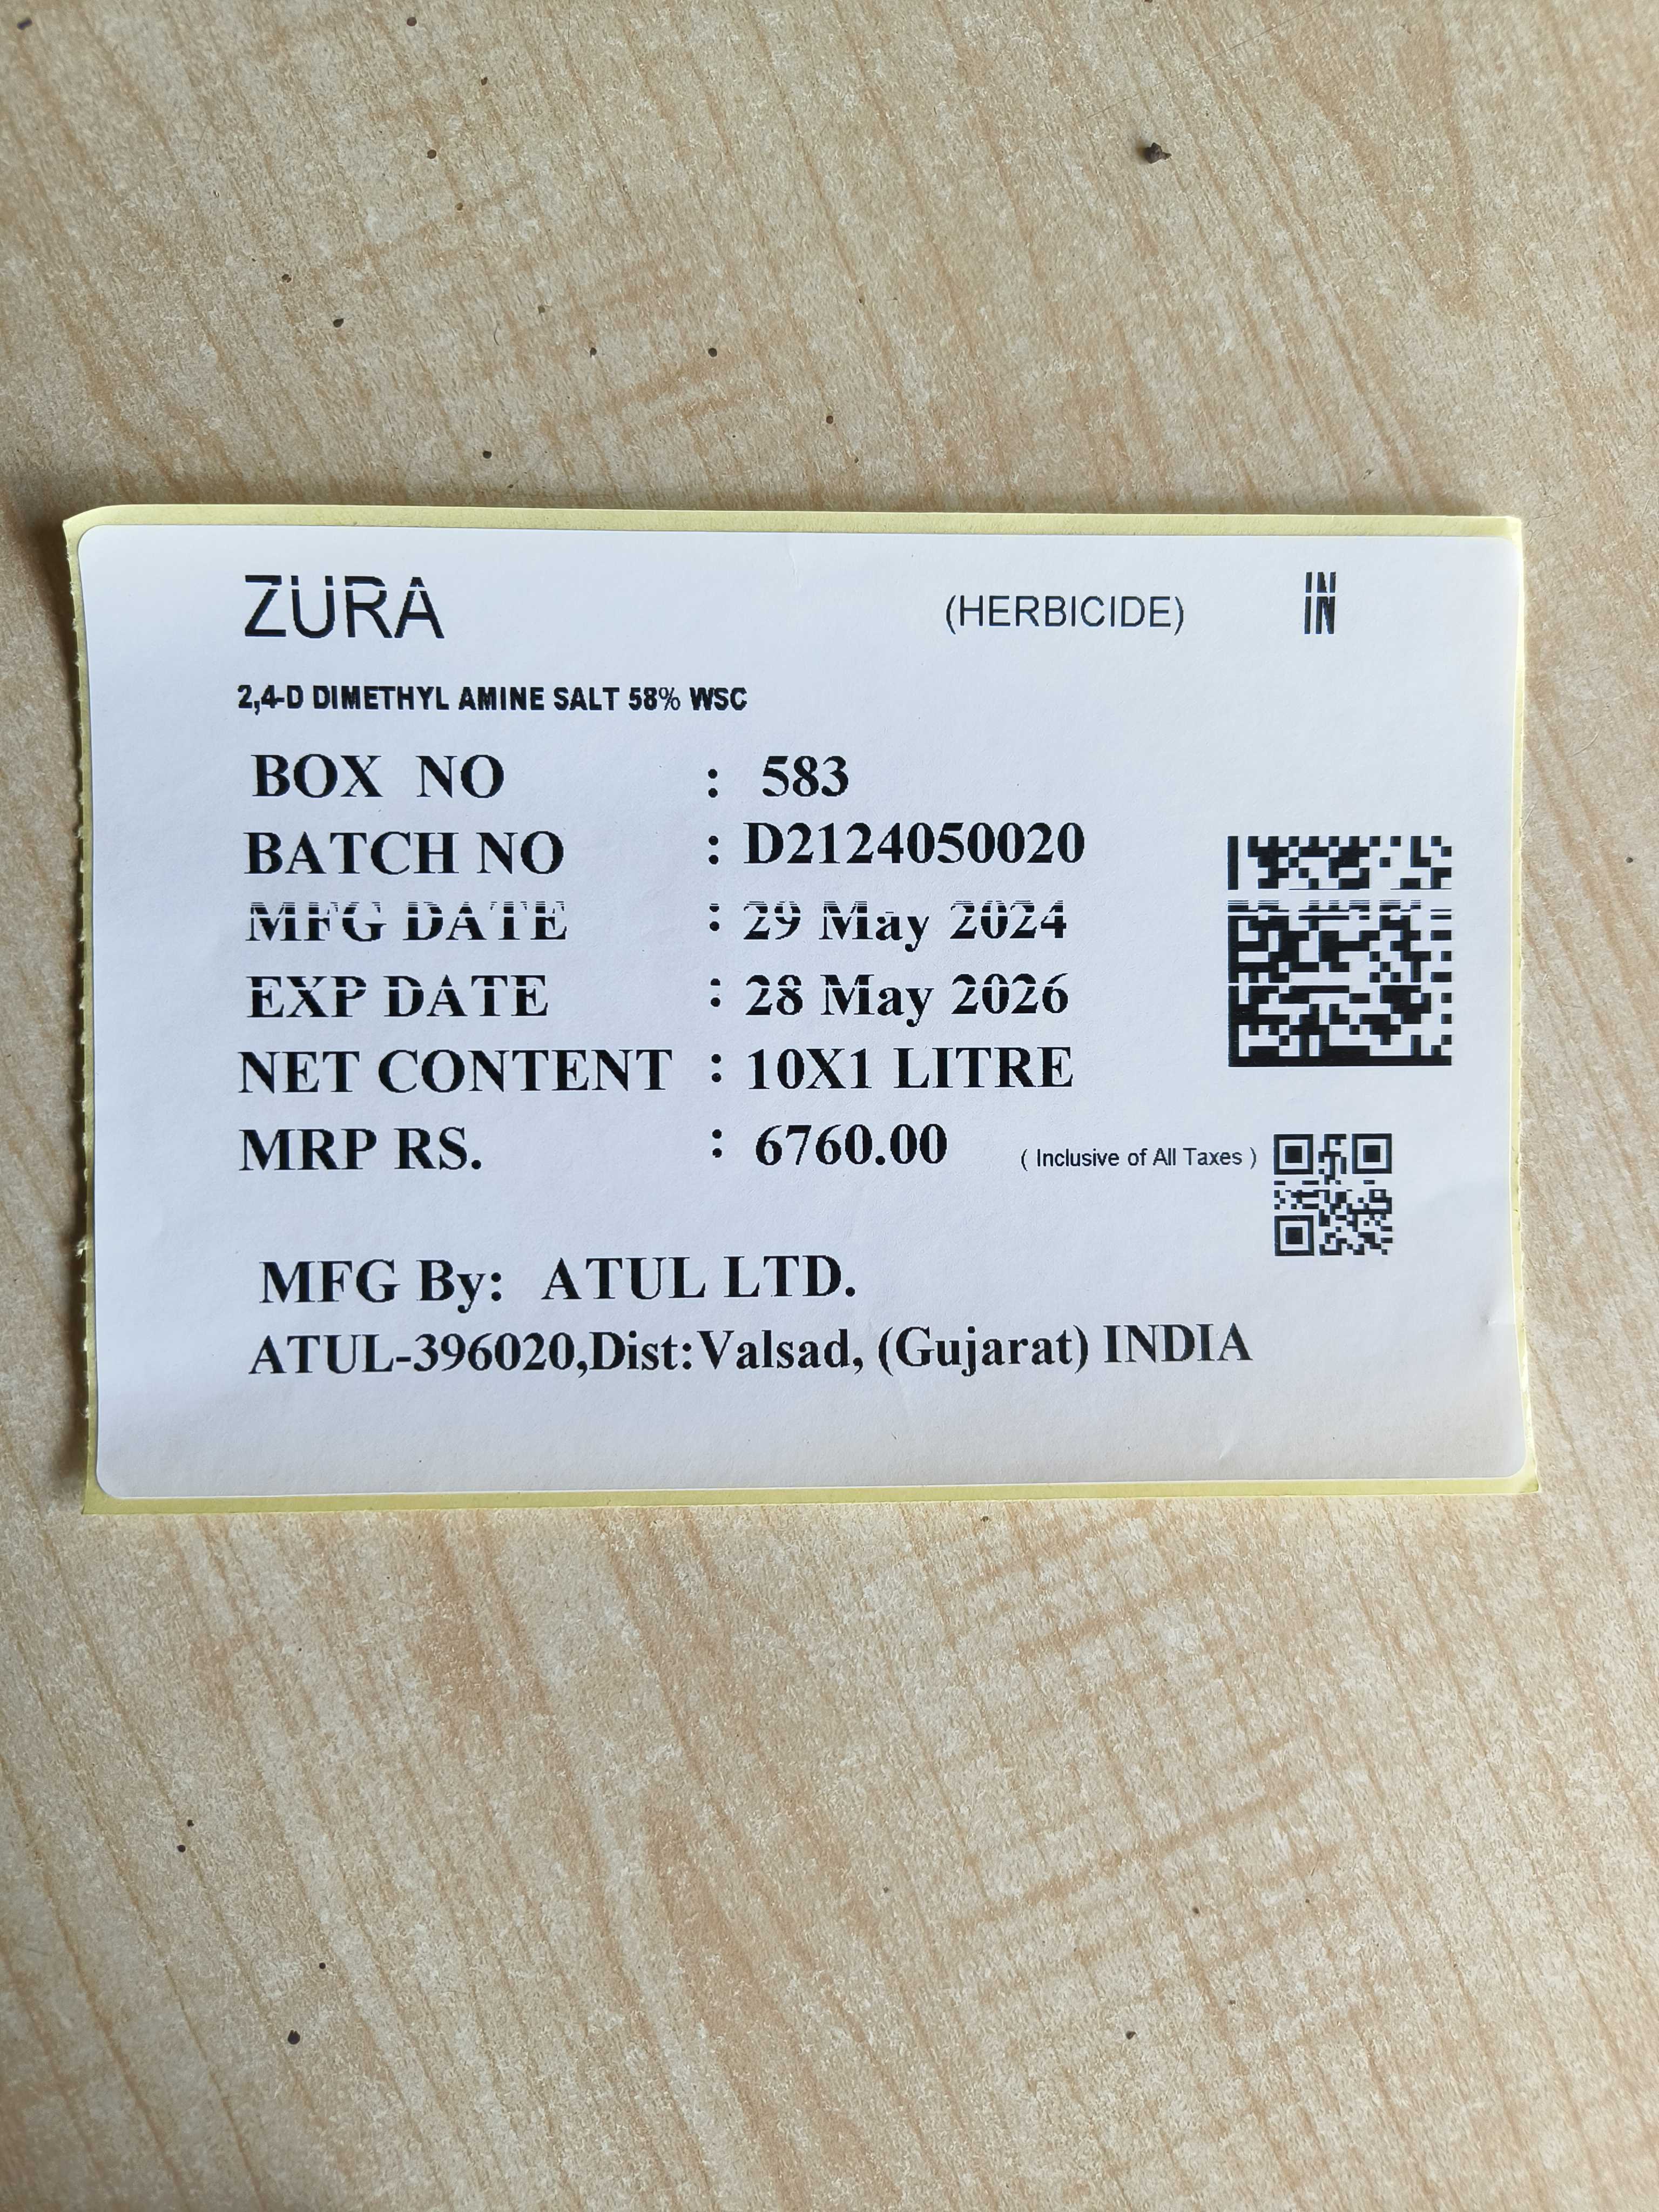 ZURA (HERBICIDE) IN
2,4-D DIMETHYL AMINE SALT 58% WSC
BOX NO : 583
BATCH NO : D2124050020
MFG DATE : 29 May 2024
EXP DATE : 28 May 2026
NET CONTENT : 10X1 LITRE
MRP RS. : 6760.00 ( Inclusive of All Taxes )
MFG By: ATUL LTD.
ATUL-396020,Dist:Valsad, (Gujarat) INDIA